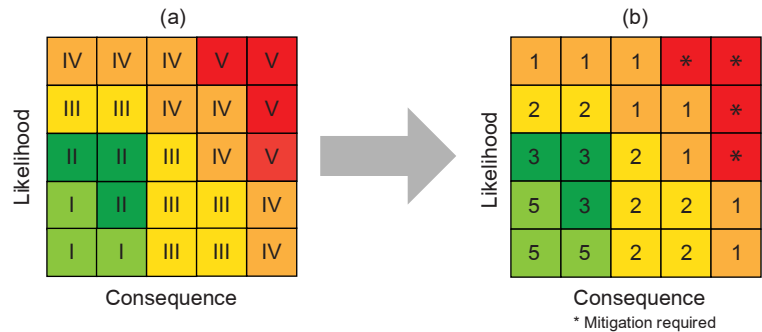 (a)
IV IV IV V V
III III IV IV V
II II III IV V
I II III III IV
I I III III IV
Likelihood
Consequence
(b)
1 1 1 * *
2 2 1 1 *
3 3 2 1 *
5 3 2 2 1
5 5 2 2 1
Likelihood
Consequence
* Mitigation required